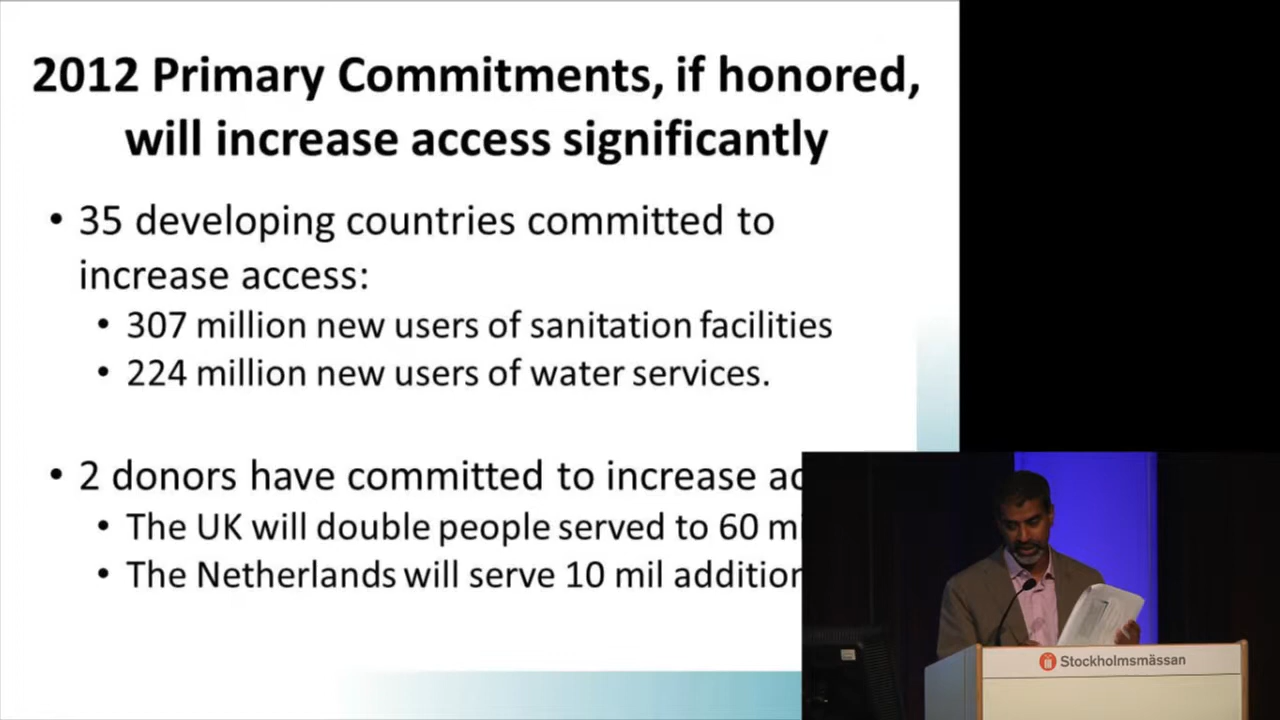 2012 Primary Commitments, if honored,
will increase access significantly
• 35 developing countries committed to
increase access:
• 307 million new users of sanitation facilities
• 224 million new users of water services.
• 2 donors have committed to increase
• The UK will double people served to 60
• The Netherlands will serve 10 mil
Stockholmsmässan